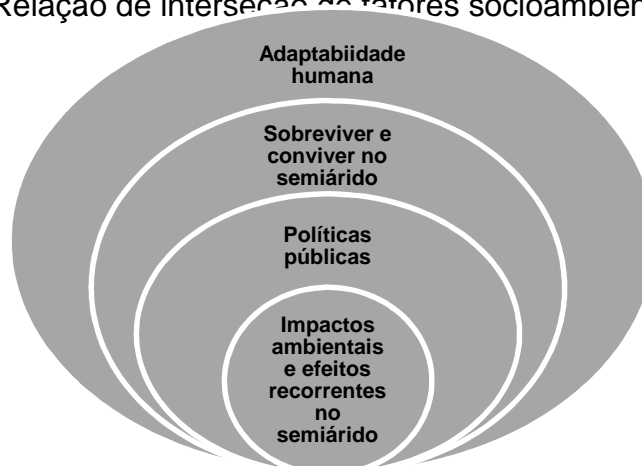 Relação de interseção de fatores socioambien
Adaptabiidade
humana
Sobreviver e
conviver no
semiárido
Políticas
públicas
Impactos
ambientais
e efeitos
recorrentes
no
semiárido